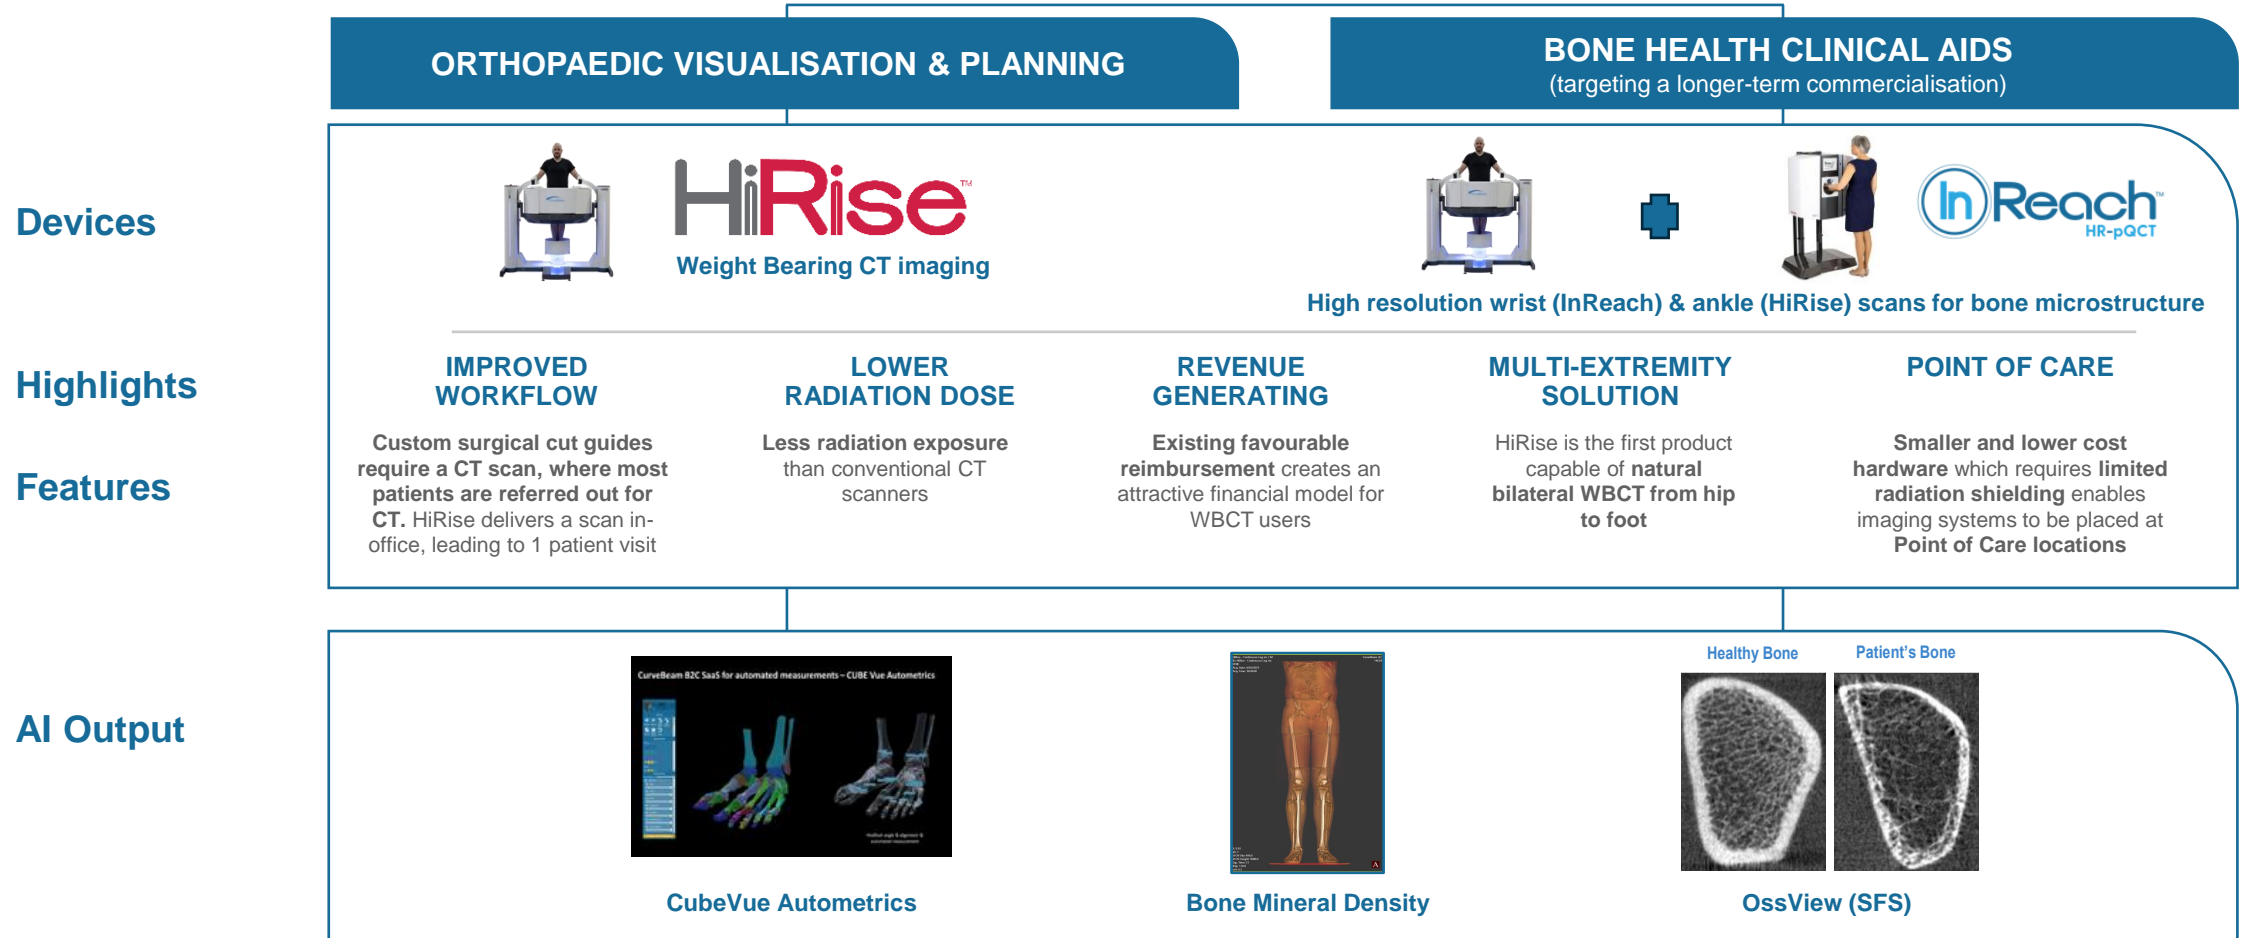 ORTHOPAEDIC VISUALISATION & PLANNING
BONE HEALTH CLINICAL AIDS
(targeting a longer-term commercialisation)
Devices
HiRise™
Weight Bearing CT imaging
InReach™
HR-pQCT
High resolution wrist (InReach) & ankle (HiRise) scans for bone microstructure
Highlights
IMPROVED
WORKFLOW
LOWER
RADIATION DOSE
REVENUE
GENERATING
MULTI-EXTREMITY
SOLUTION
POINT OF CARE
Features
Custom surgical cut guides
require a CT scan, where most
patients are referred out for
CT. HiRise delivers a scan in-
office, leading to 1 patient visit
Less radiation exposure
than conventional CT
scanners
Existing favourable
reimbursement creates an
attractive financial model for
WBCT users
HiRise is the first product
capable of natural
bilateral WBCT from hip
to foot
Smaller and lower cost
hardware which requires limited
radiation shielding enables
imaging systems to be placed at
Point of Care locations
AI Output
CurveBeam B2C SaaS for automated measurements – CUBE Vue Autometrics
CubeVue Autometrics
A
Bone Mineral Density
Healthy Bone
Patient's Bone
OssView (SFS)